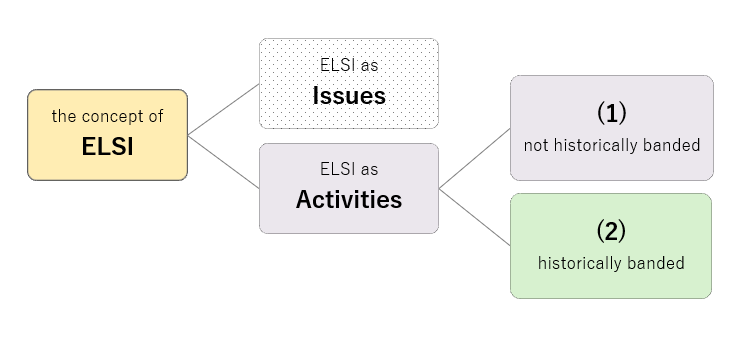 the concept of
ELSI
ELSI as
Issues
ELSI as
Activities
(1)
not historically banded
(2)
historically banded